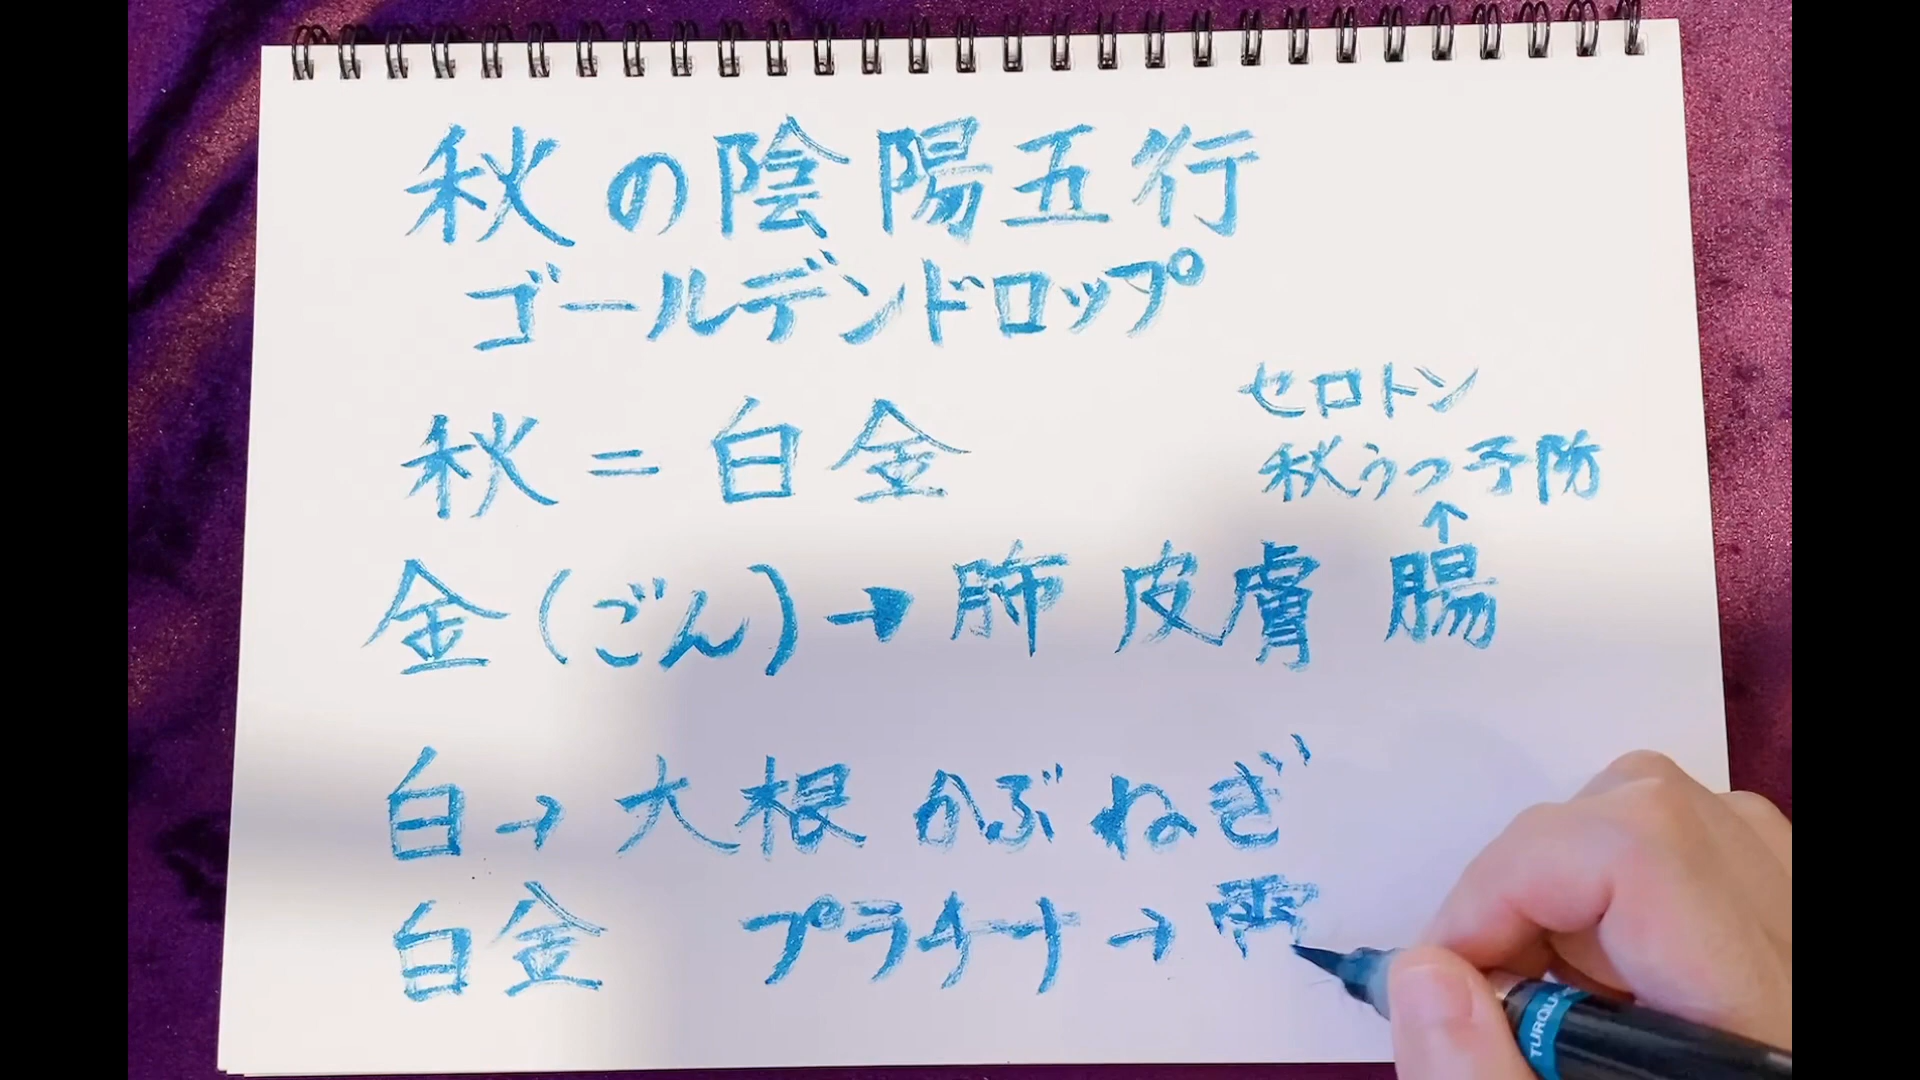 秋の陰陽五行
ゴールデンドロップ
セロトン
秋うつ予防
↑
秋=白金
金(ごん)→肺 皮膚 腸
白→大根 かぶ ねぎ
白金 プラチナ→